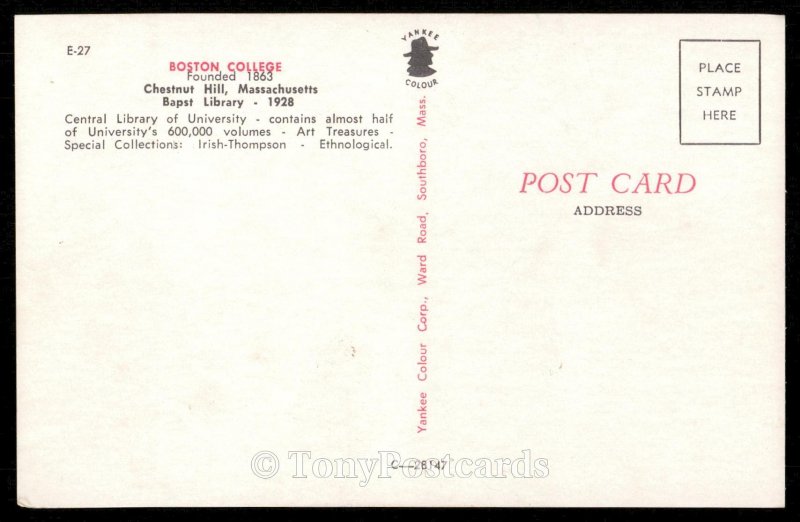 E-27
BOSTON COLLEGE
Founded 1863
Chestnut Hill, Massachusetts
Bapst Library - 1928
Central Library of University - contains almost half
of University's 600,000 volumes - Art Treasures -
Special Collections: Irish-Thompson - Ethnological.
YANKEE
COLOUR
Yankee Colour Corp., Ward Road, Southboro, Mass.
PLACE
STAMP
HERE
POST CARD
ADDRESS
C—28147
© TonyPostcards